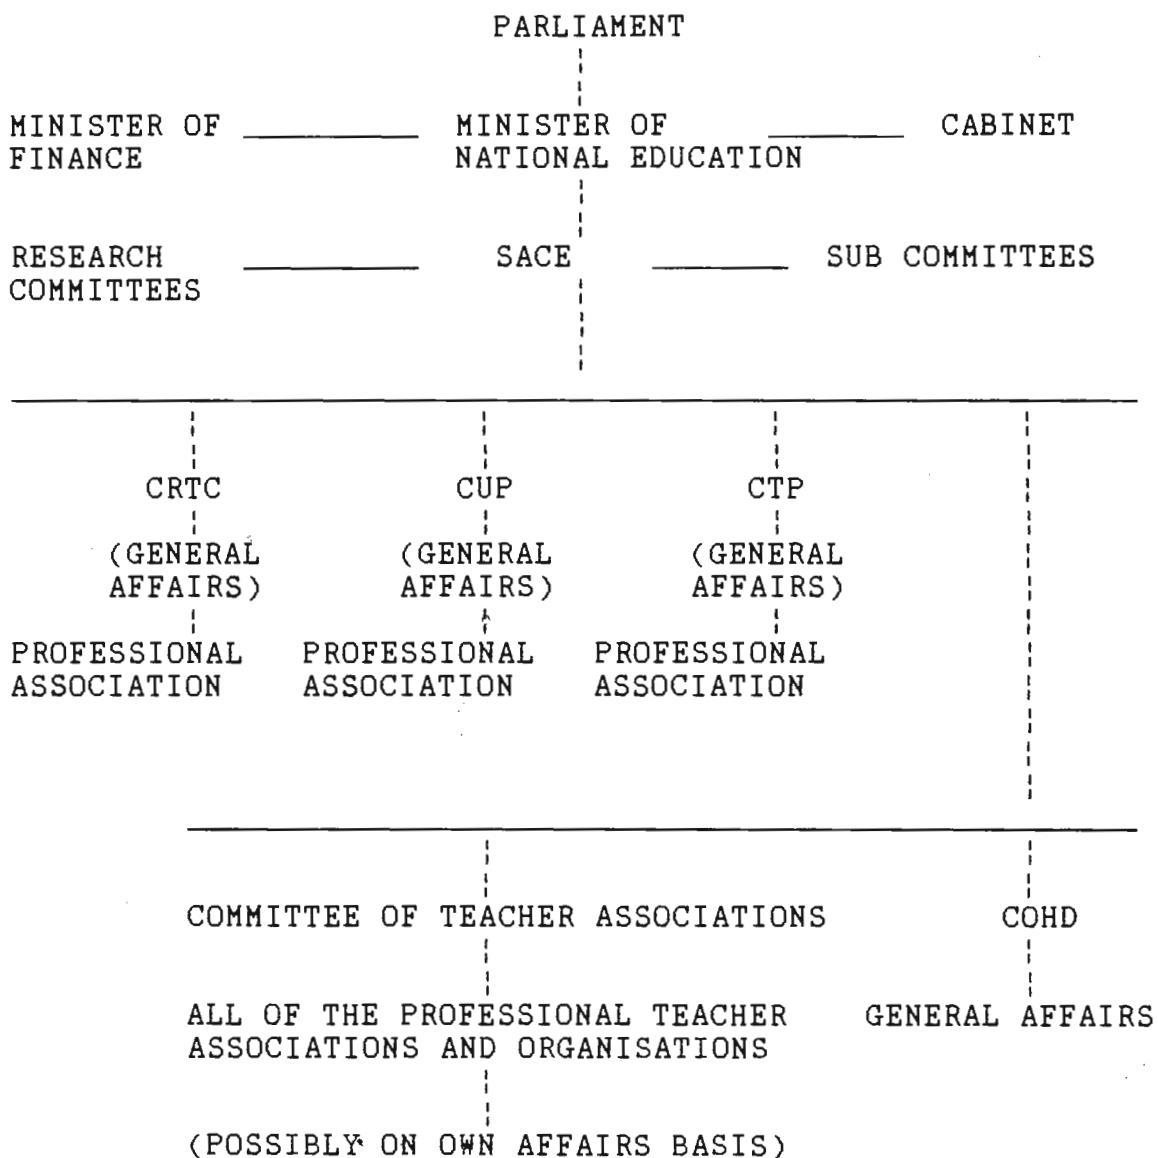 PARLIAMENT
MINISTER OF FINANCE
MINISTER OF NATIONAL EDUCATION
CABINET
RESEARCH COMMITTEES
SACE
SUB COMMITTEES
CRTC
CUP
CTP
(GENERAL AFFAIRS)
(GENERAL AFFAIRS)
(GENERAL AFFAIRS)
PROFESSIONAL ASSOCIATION
PROFESSIONAL ASSOCIATION
PROFESSIONAL ASSOCIATION
COMMITTEE OF TEACHER ASSOCIATIONS
COHD
ALL OF THE PROFESSIONAL TEACHER
ASSOCIATIONS AND ORGANISATIONS
GENERAL AFFAIRS
(POSSIBLY ON OWN AFFAIRS BASIS)